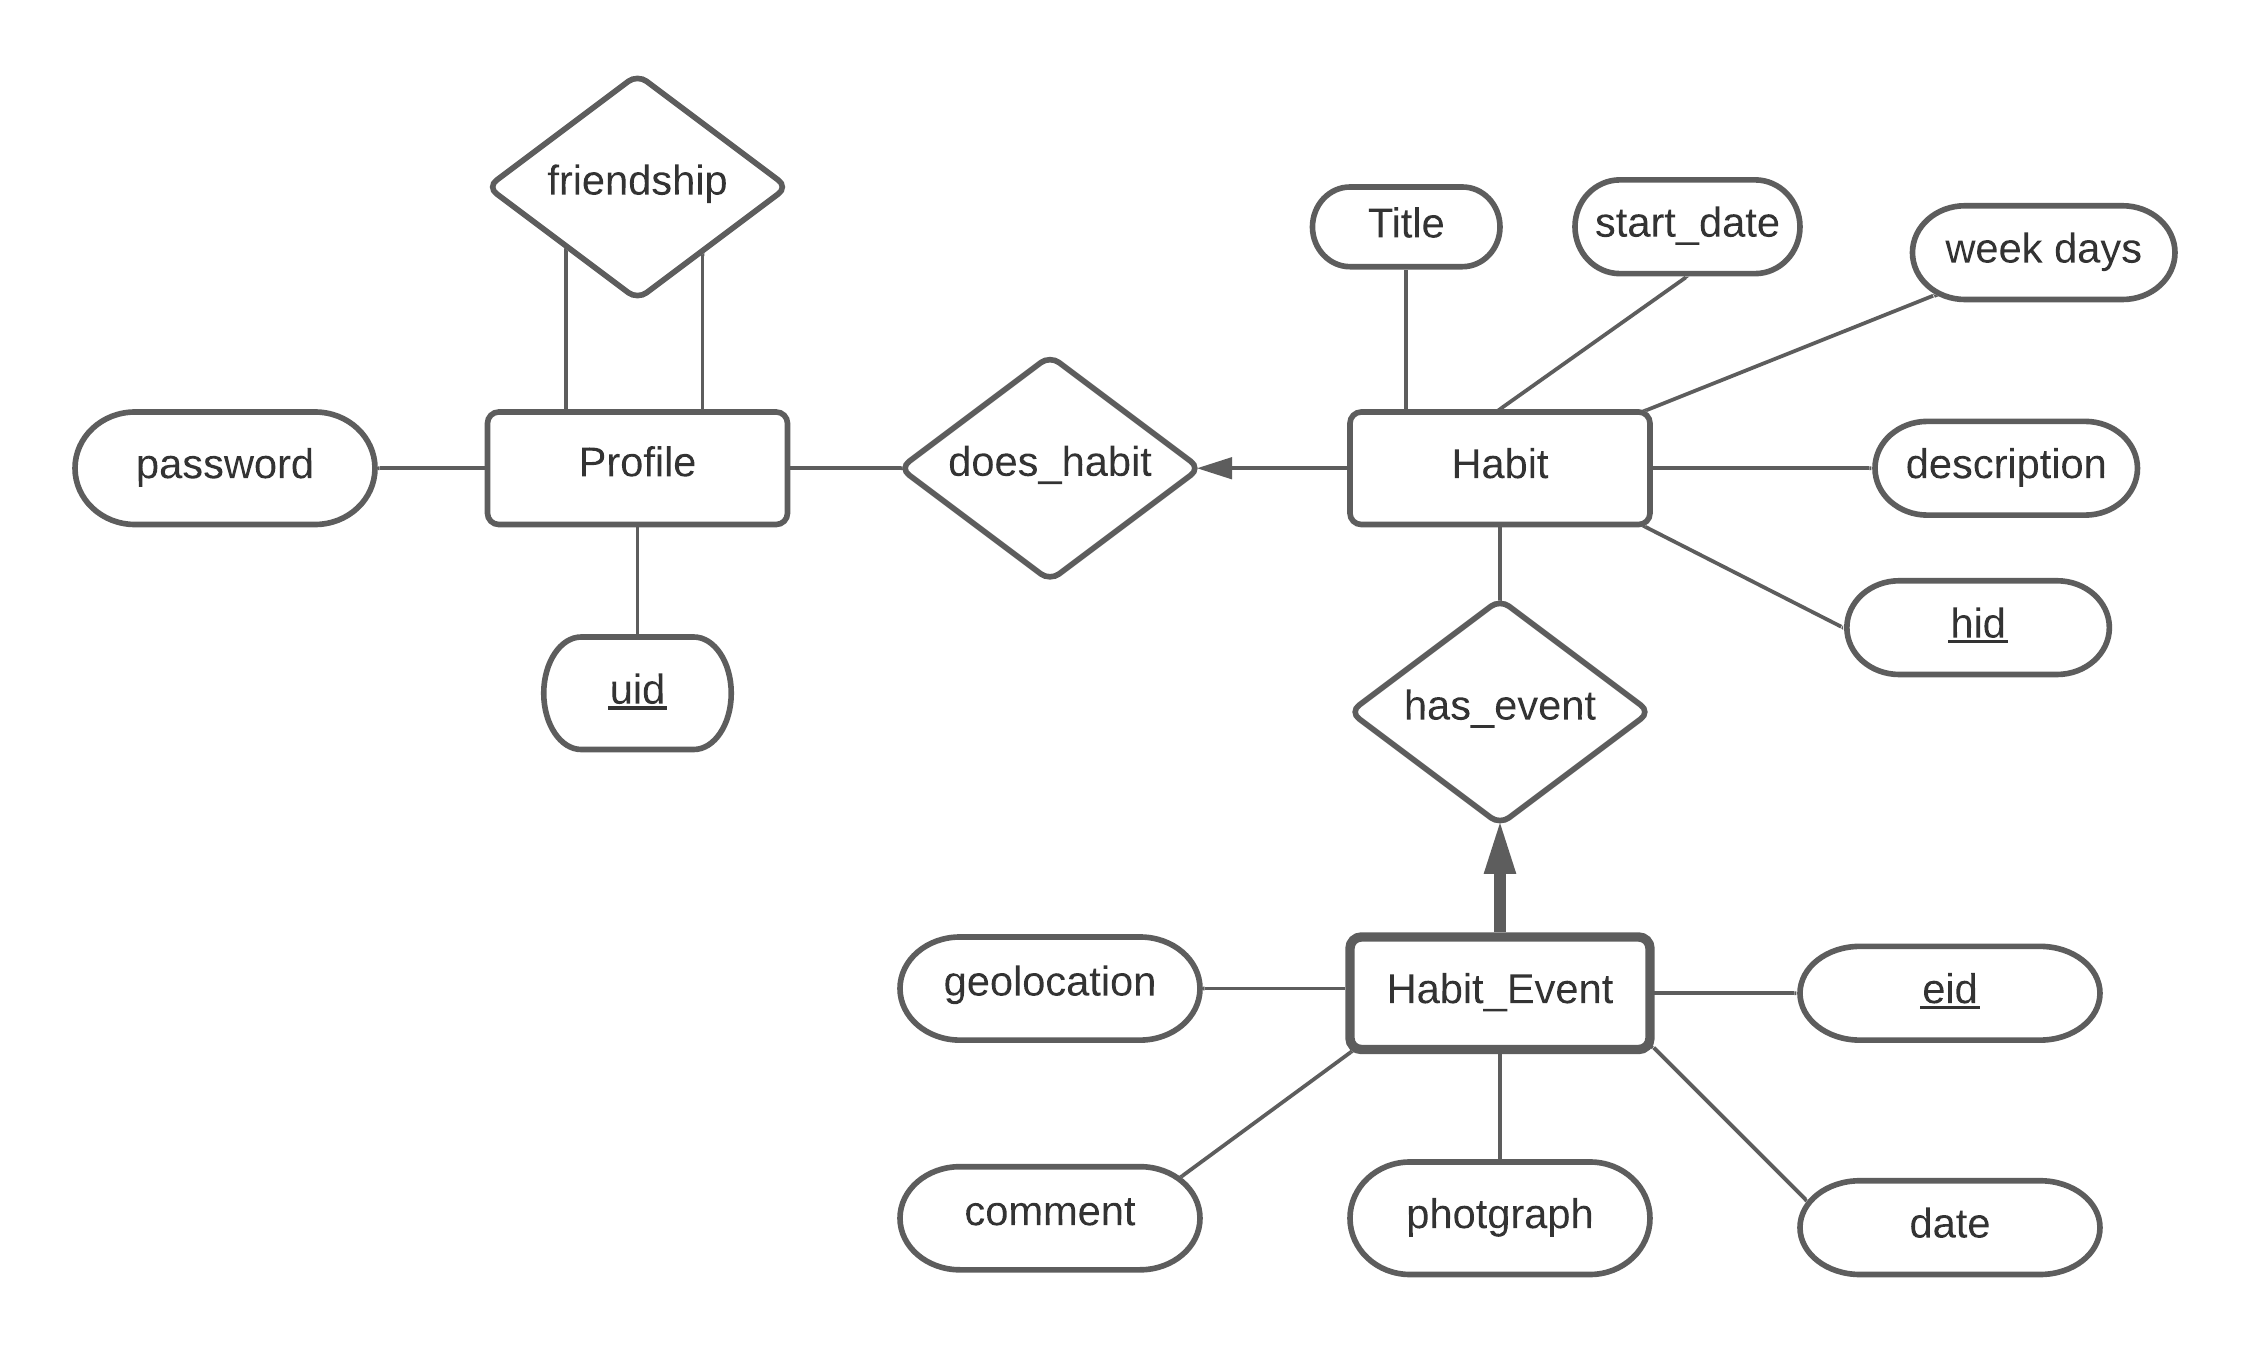 friendship
Title
start_date
week days
password
Profile
does_habit
Habit
description
hid
uid
has_event
geolocation
Habit_Event
eid
comment
photgraph
date